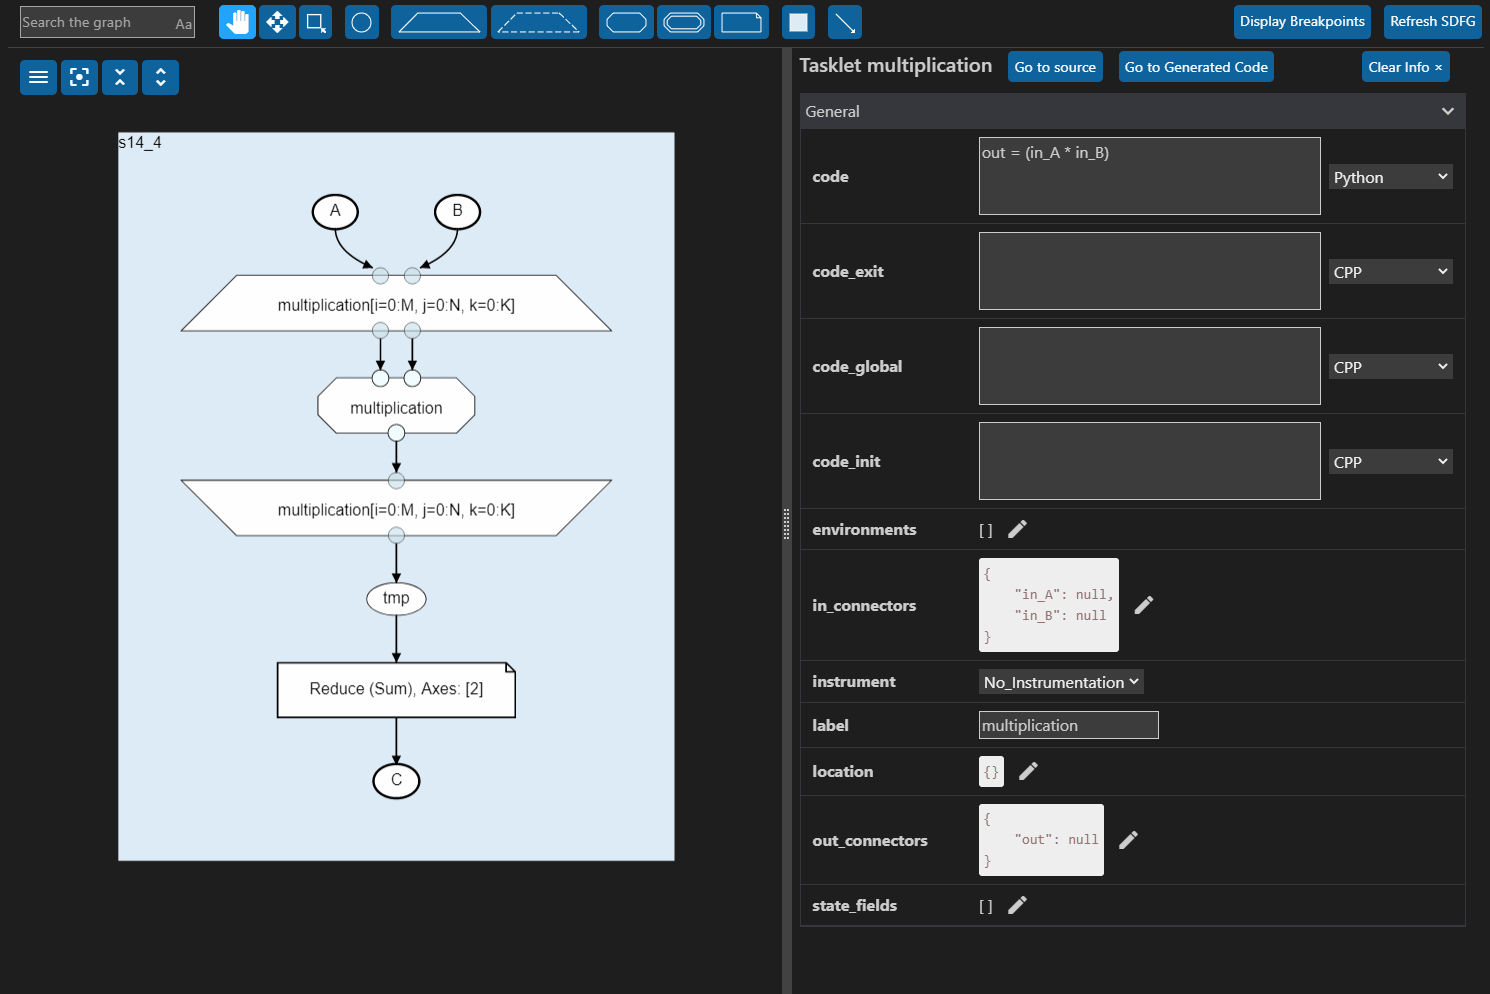 Search the graph Aa
Display Breakpoints
Refresh SDFG
s14_4
A
B
multiplication[i=0:M, j=0:N, k=0:K]
multiplication
multiplication[i=0:M, j=0:N, k=0:K]
tmp
Reduce (Sum), Axes: [2]
C
Tasklet multiplication
Go to source
Go to Generated Code
Clear Info ×
General
code
out = (in_A * in_B)
Python
code_exit
CPP
code_global
CPP
code_init
CPP
environments
[ ]
in_connectors
{
"in_A": null,
"in_B": null
}
instrument
No_Instrumentation
label
multiplication
location
{}
out_connectors
{
"out": null
}
state_fields
[ ]